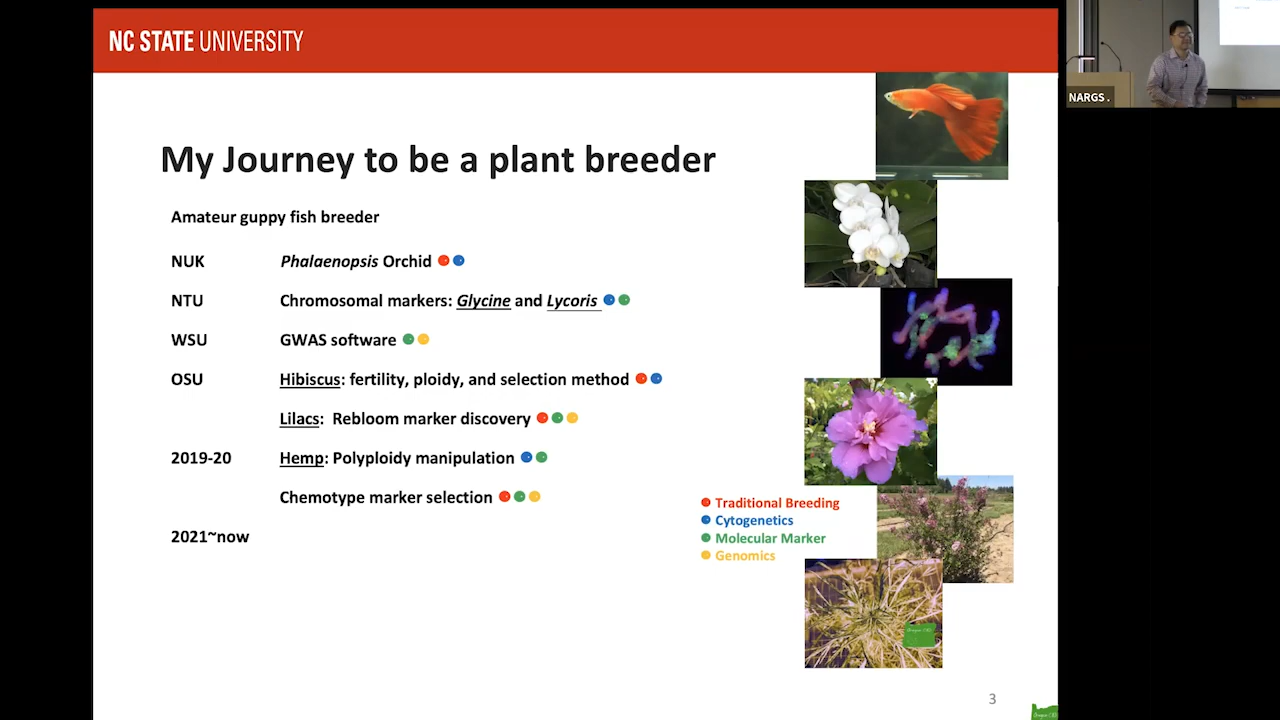 NC STATE UNIVERSITY
NARGS .
My Journey to be a plant breeder
Amateur guppy fish breeder
NUK Phalaenopsis Orchid
NTU Chromosomal markers: Glycine and Lycoris
WSU GWAS software
OSU Hibiscus: fertility, ploidy, and selection method
Lilacs: Rebloom marker discovery
2019-20 Hemp: Polyploidy manipulation
Chemotype marker selection
2021~now
Traditional Breeding
Cytogenetics
Molecular Marker
Genomics
Oregon CBD
3